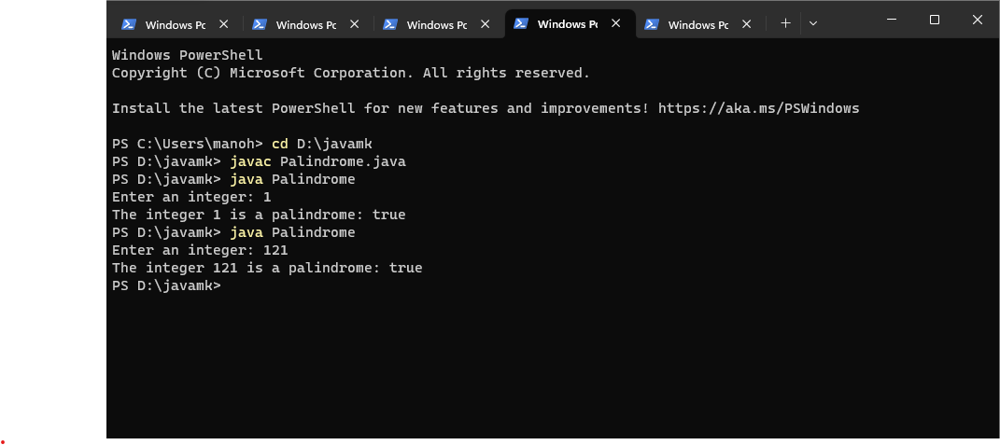 Windows Pc Windows Pc Windows Pc Windows Pc Windows Pc
Windows PowerShell
Copyright (C) Microsoft Corporation. All rights reserved.
Install the latest PowerShell for new features and improvements! https://aka.ms/PSWindows
PS C:\Users\manoh> cd D:\javamk
PS D:\javamk> javac Palindrome.java
PS D:\javamk> java Palindrome
Enter an integer: 1
The integer 1 is a palindrome: true
PS D:\javamk> java Palindrome
Enter an integer: 121
The integer 121 is a palindrome: true
PS D:\javamk>